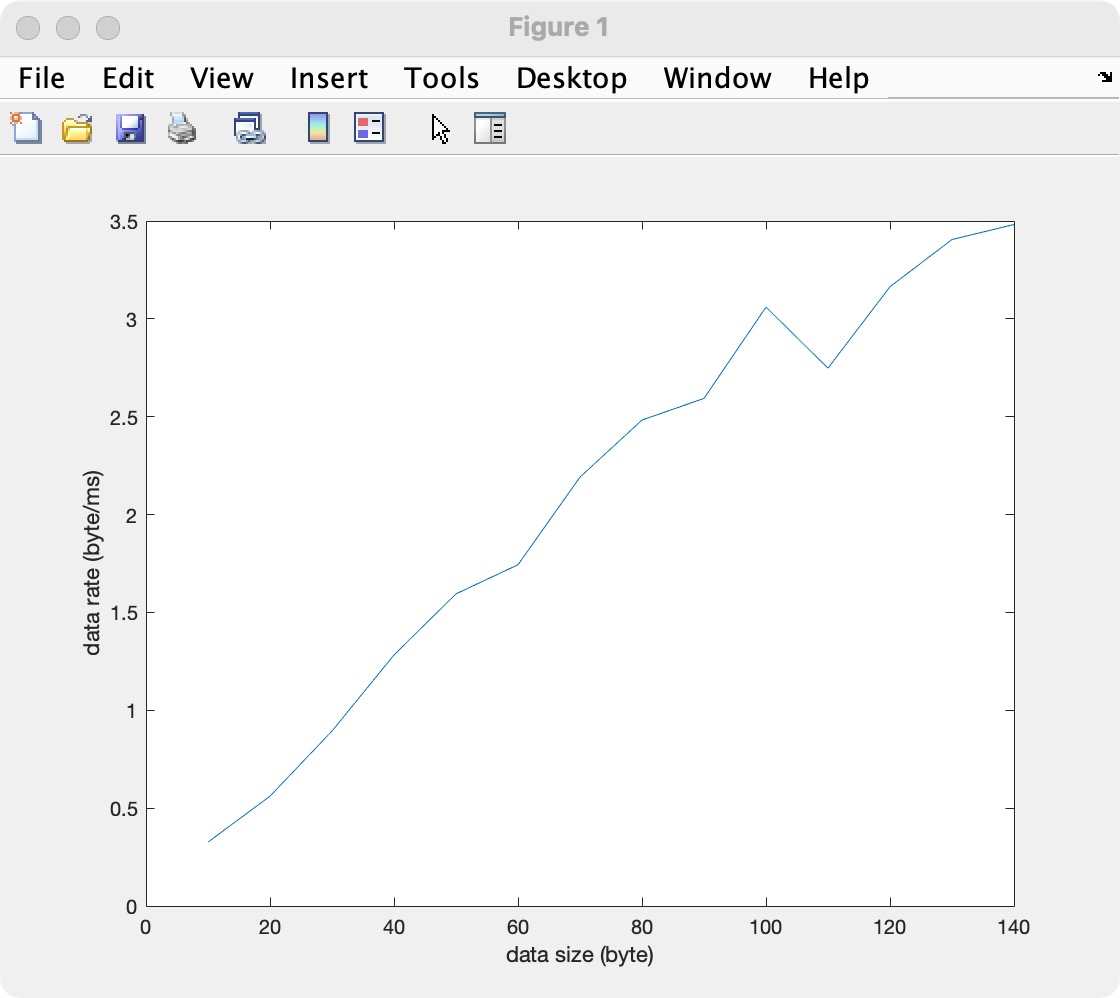 Figure 1
File Edit View Insert Tools Desktop Window Help
3.5
3
2.5
2
1.5
1
0.5
0
data rate (byte/ms)
0 20 40 60 80 100 120 140
data size (byte)